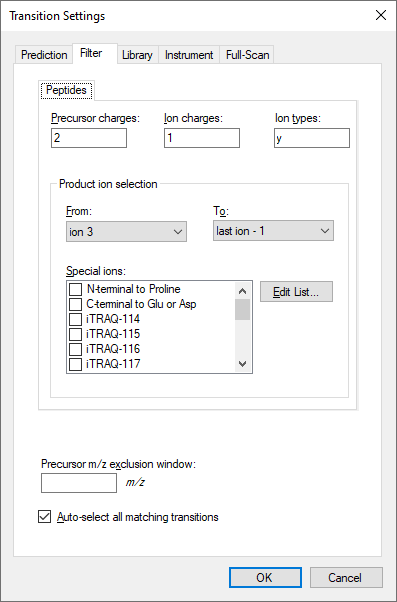 Transition Settings
Prediction Filter Library Instrument Full-Scan
Peptides
Precursor charges: Ion charges: Ion types:
2 1 y
Product ion selection
From: To:
ion 3 last ion - 1
Special ions:
N-terminal to Proline
C-terminal to Glu or Asp
iTRAQ-114
iTRAQ-115
iTRAQ-116
iTRAQ-117
Edit List...
Precursor m/z exclusion window:
m/z
Auto-select all matching transitions
OK Cancel